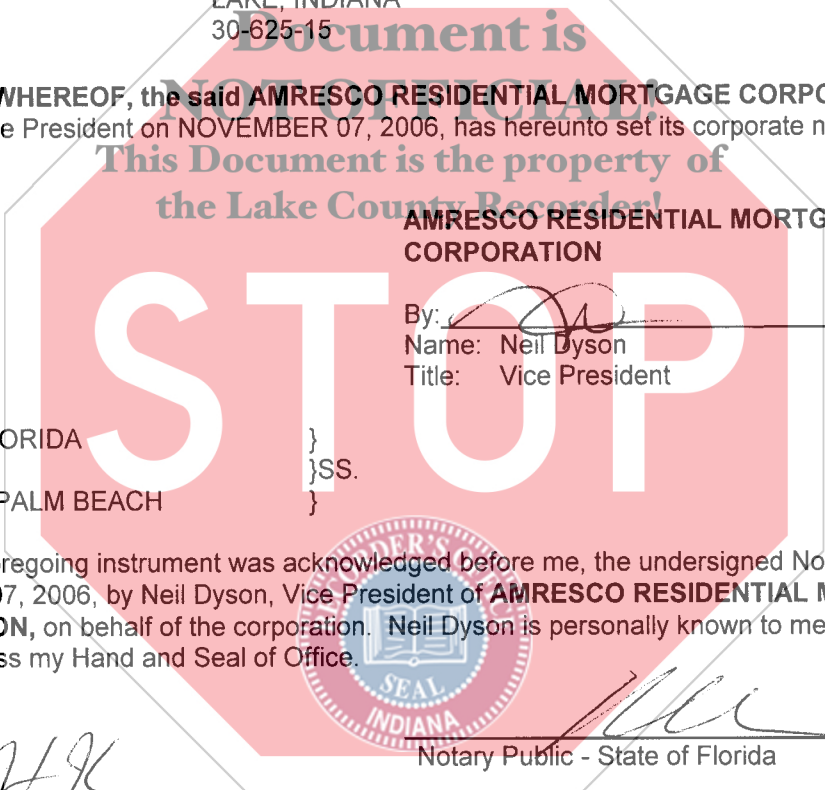 LAKE, INDIANA
30-625-15
Document is
NOT OFFICIAL!
This Document is the property of
the Lake County Recorder!
STOP
WHEREOF, the said AMRESCO RESIDENTIAL MORTGAGE CORPO
e President on NOVEMBER 07, 2006, has hereunto set its corporate n
AMRESCO RESIDENTIAL MORTG
CORPORATION
By:
Name: Neil Dyson
Title: Vice President
ORIDA }
}SS.
PALM BEACH }
regoing instrument was acknowledged before me, the undersigned No
07, 2006, by Neil Dyson, Vice President of AMRESCO RESIDENTIAL M
ON, on behalf of the corporation. Neil Dyson is personally known to me
ss my Hand and Seal of Office.
SEAL
INDIANA
Notary Public - State of Florida